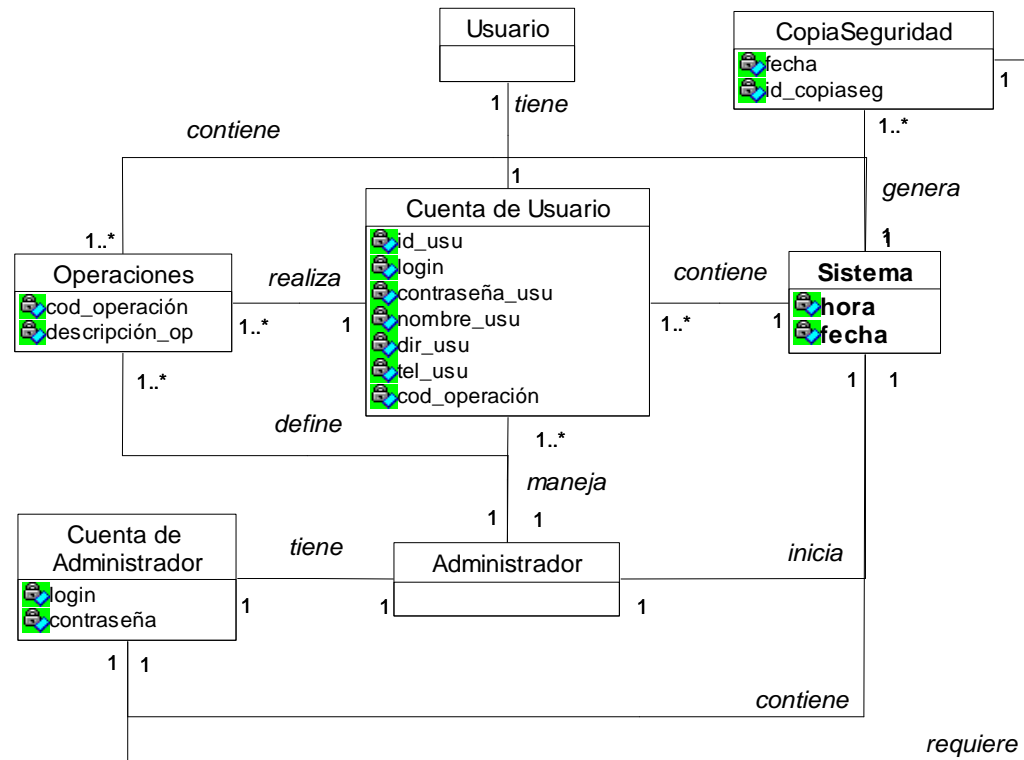 Usuario
CopiaSeguridad
fecha
id_copiaseg
1
1
tiene
contiene
1..*
1
genera
1..*
Cuenta de Usuario
id_usu
login
contraseña_usu
nombre_usu
dir_usu
tel_usu
cod_operación
1
1
Operaciones
cod_operación
descripción_op
realiza
1..*
1
contiene
1..*
1
Sistema
hora
fecha
1..*
1
1
define
1..*
maneja
1
1
Cuenta de
Administrador
login
contraseña
tiene
1
1
Administrador
inicia
1
1
1
contiene
requiere